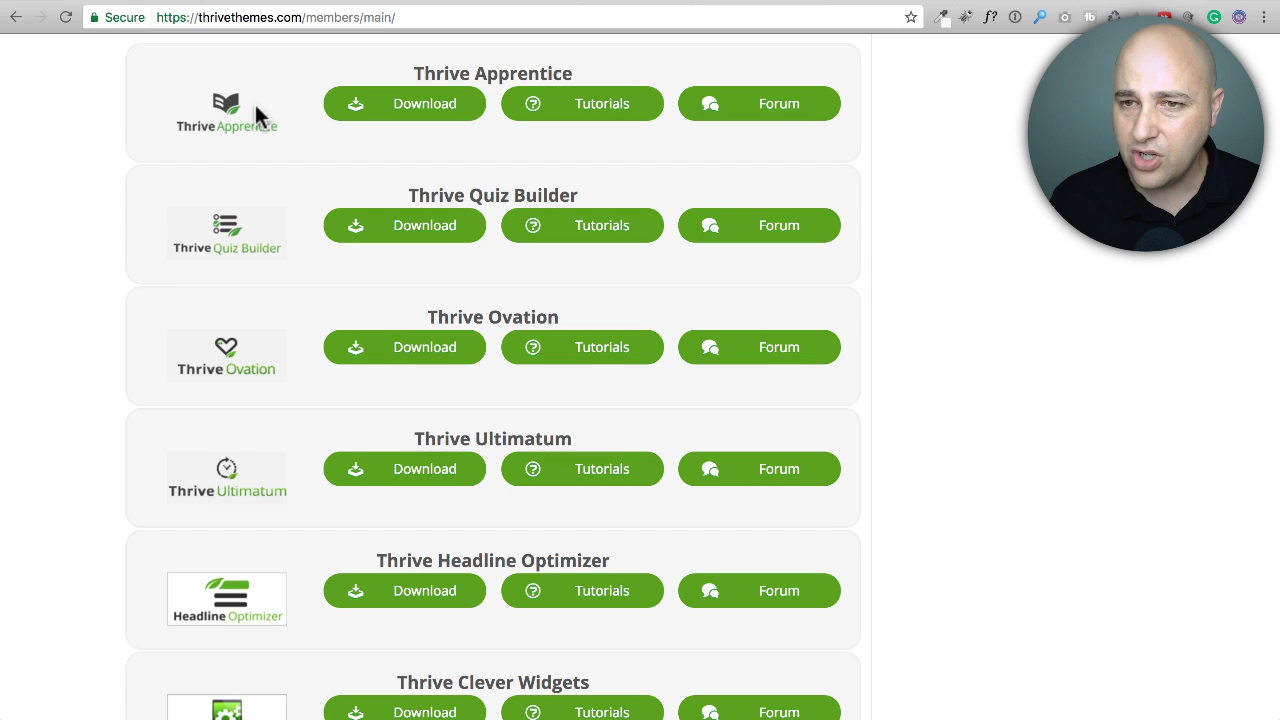 Secure https://thrivethemes.com/members/main/
f?
1b
Thrive Apprentice
Thrive Apprentice
Download Tutorials Forum
Thrive Quiz Builder
Thrive Quiz Builder
Download Tutorials Forum
Thrive Ovation
Thrive Ovation
Download Tutorials Forum
Thrive Ultimatum
Thrive Ultimatum
Download Tutorials Forum
Thrive Headline Optimizer
Headline Optimizer
Download Tutorials Forum
Thrive Clever Widgets
Download Tutorials Forum